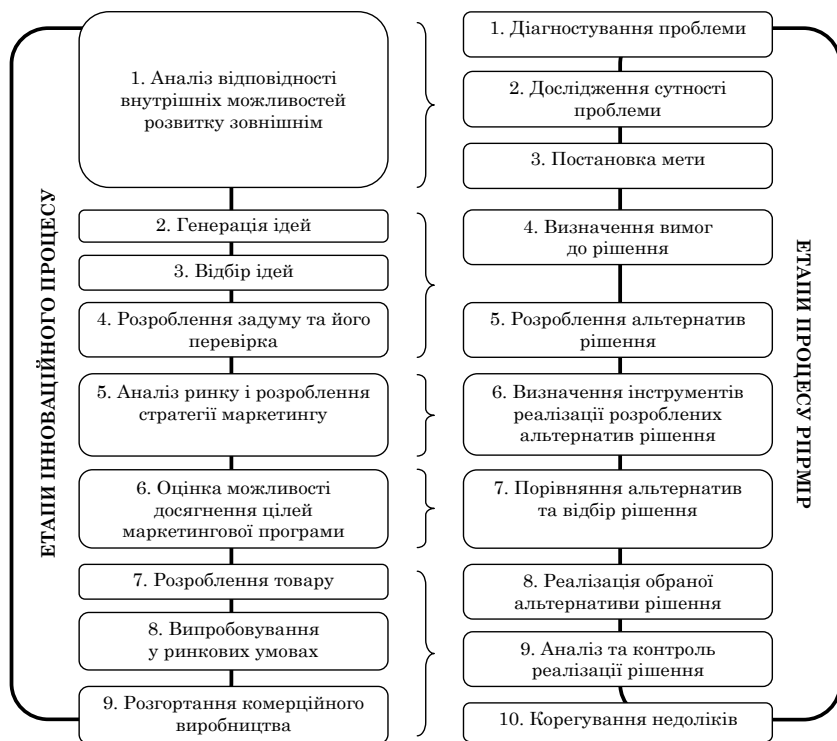 ЕТАПИ ІННОВАЦІЙНОГО ПРОЦЕСУ
1. Аналіз відповідності
внутрішніх можливостей
розвитку зовнішнім
2. Генерація ідей
3. Відбір ідей
4. Розроблення задуму та його
перевірка
5. Аналіз ринку і розроблення
стратегії маркетингу
6. Оцінка можливості
досягнення цілей
маркетингової програми
7. Розроблення товару
8. Випробовування
у ринкових умовах
9. Розгортання комерційного
виробництва
1. Діагностування проблеми
2. Дослідження сутності
проблеми
3. Постановка мети
4. Визначення вимог
до рішення
5. Розроблення альтернатив
рішення
6. Визначення інструментів
реалізації розроблених
альтернатив рішення
7. Порівняння альтернатив
та відбір рішення
8. Реалізація обраної
альтернативи рішення
9. Аналіз та контроль
реалізації рішення
10. Корегування недоліків
ЕТАПИ ПРОЦЕСУ РПРМІР